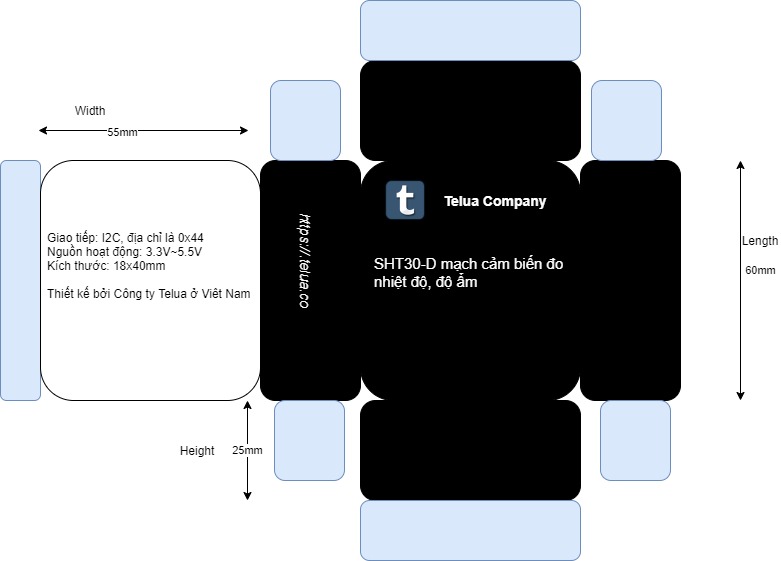 Width
55mm
Giao tiếp: I2C, địa chỉ là 0x44
Nguồn hoạt động: 3.3V~5.5V
Kích thước: 18x40mm
Thiết kế bởi Công ty Telua ở Việt Nam
https://.telua.co
t
Telua Company
SHT30-D mạch cảm biến đo
nhiệt độ, độ ẩm
Length
60mm
Height
25mm